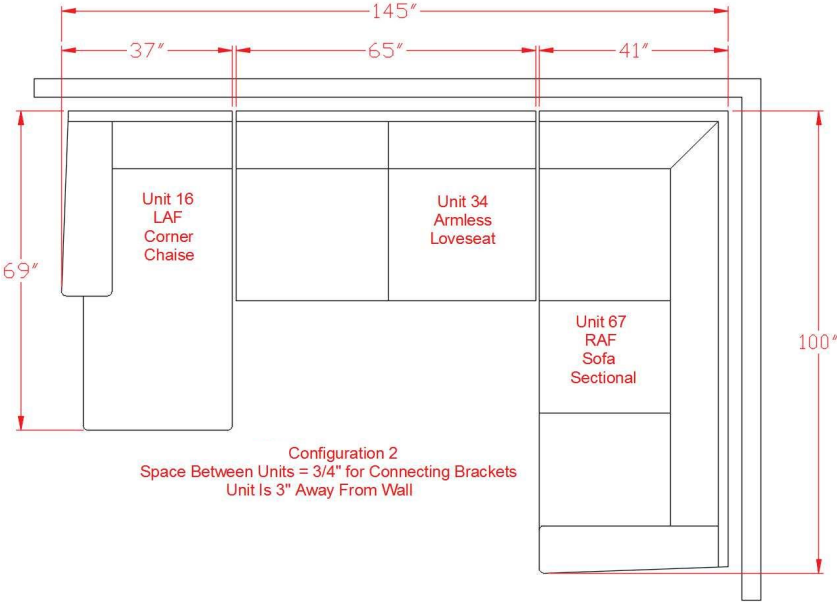 145"
37"
65"
41"
Unit 16
LAF
Corner
Chaise
Unit 34
Armless
Loveseat
69"
Unit 67
RAF
Sofa
Sectional
100"
Configuration 2
Space Between Units = 3/4" for Connecting Brackets
Unit Is 3" Away From Wall